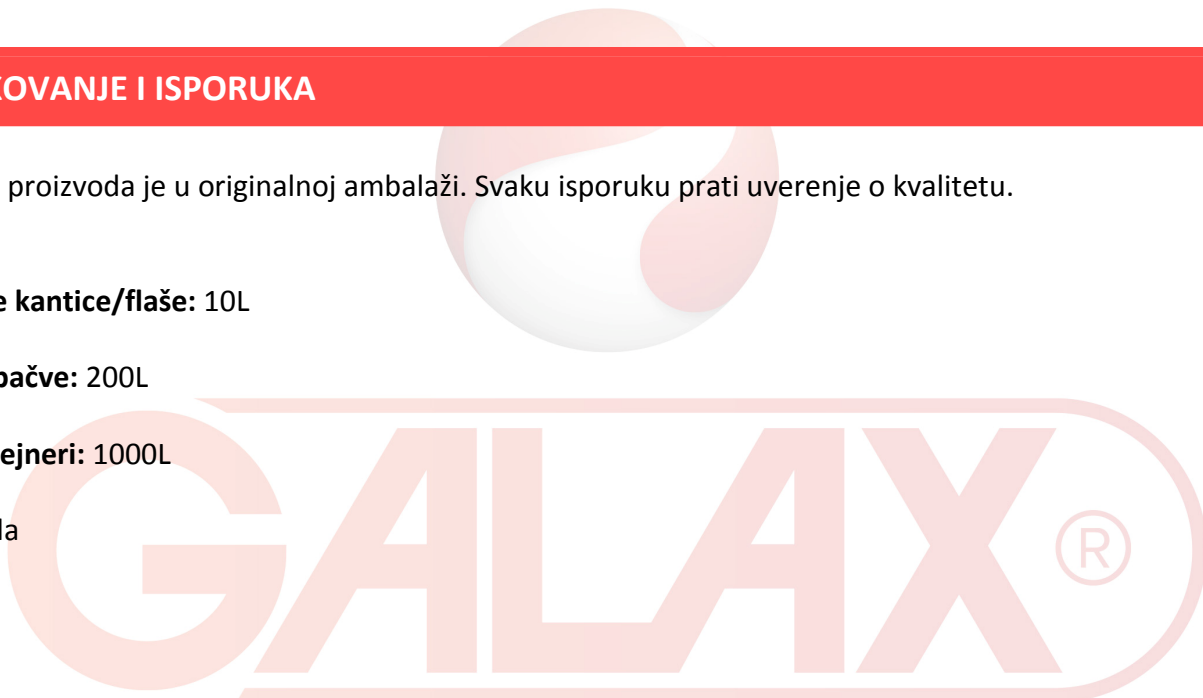 KOVANJE I ISPORUKA
proizvoda je u originalnoj ambalaži. Svaku isporuku prati uverenje o kvalitetu.
e kantice/flaše: 10L
bačve: 200L
ejneri: 1000L
la
GALAX®